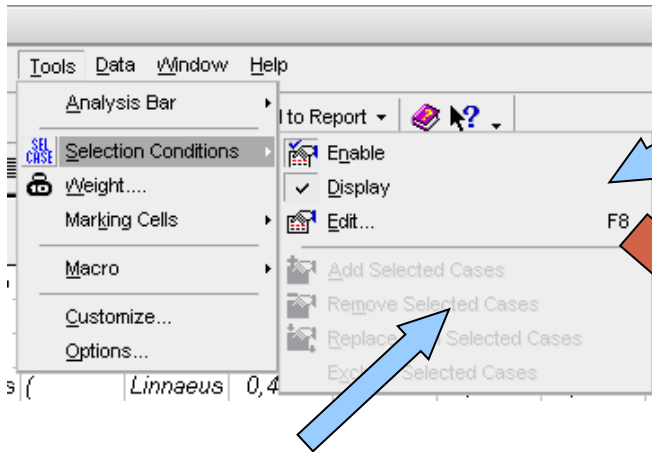 Tools Data Window Help
Analysis Bar
to Report
SEL CASE Selection Conditions
Enable
Weight....
Display
Marking Cells
Edit... F8
Macro
Add Selected Cases
Remove Selected Cases
Customize...
Selected Cases
Options...
Selected Cases
s ( Linnaeus 0,4